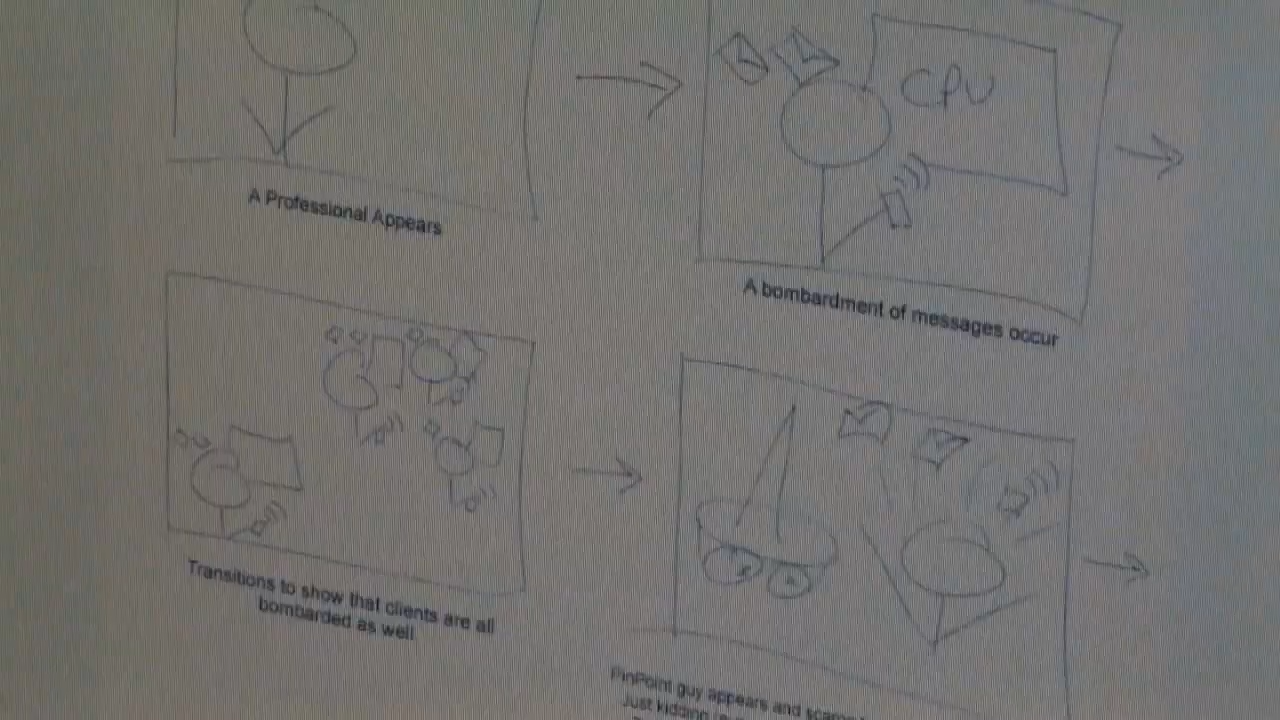 CPU
A Professional Appears
A bombardment of messages occur
Transitions to show that clients are all
bombarded as well
PinPoint guy appears and
Just kidding